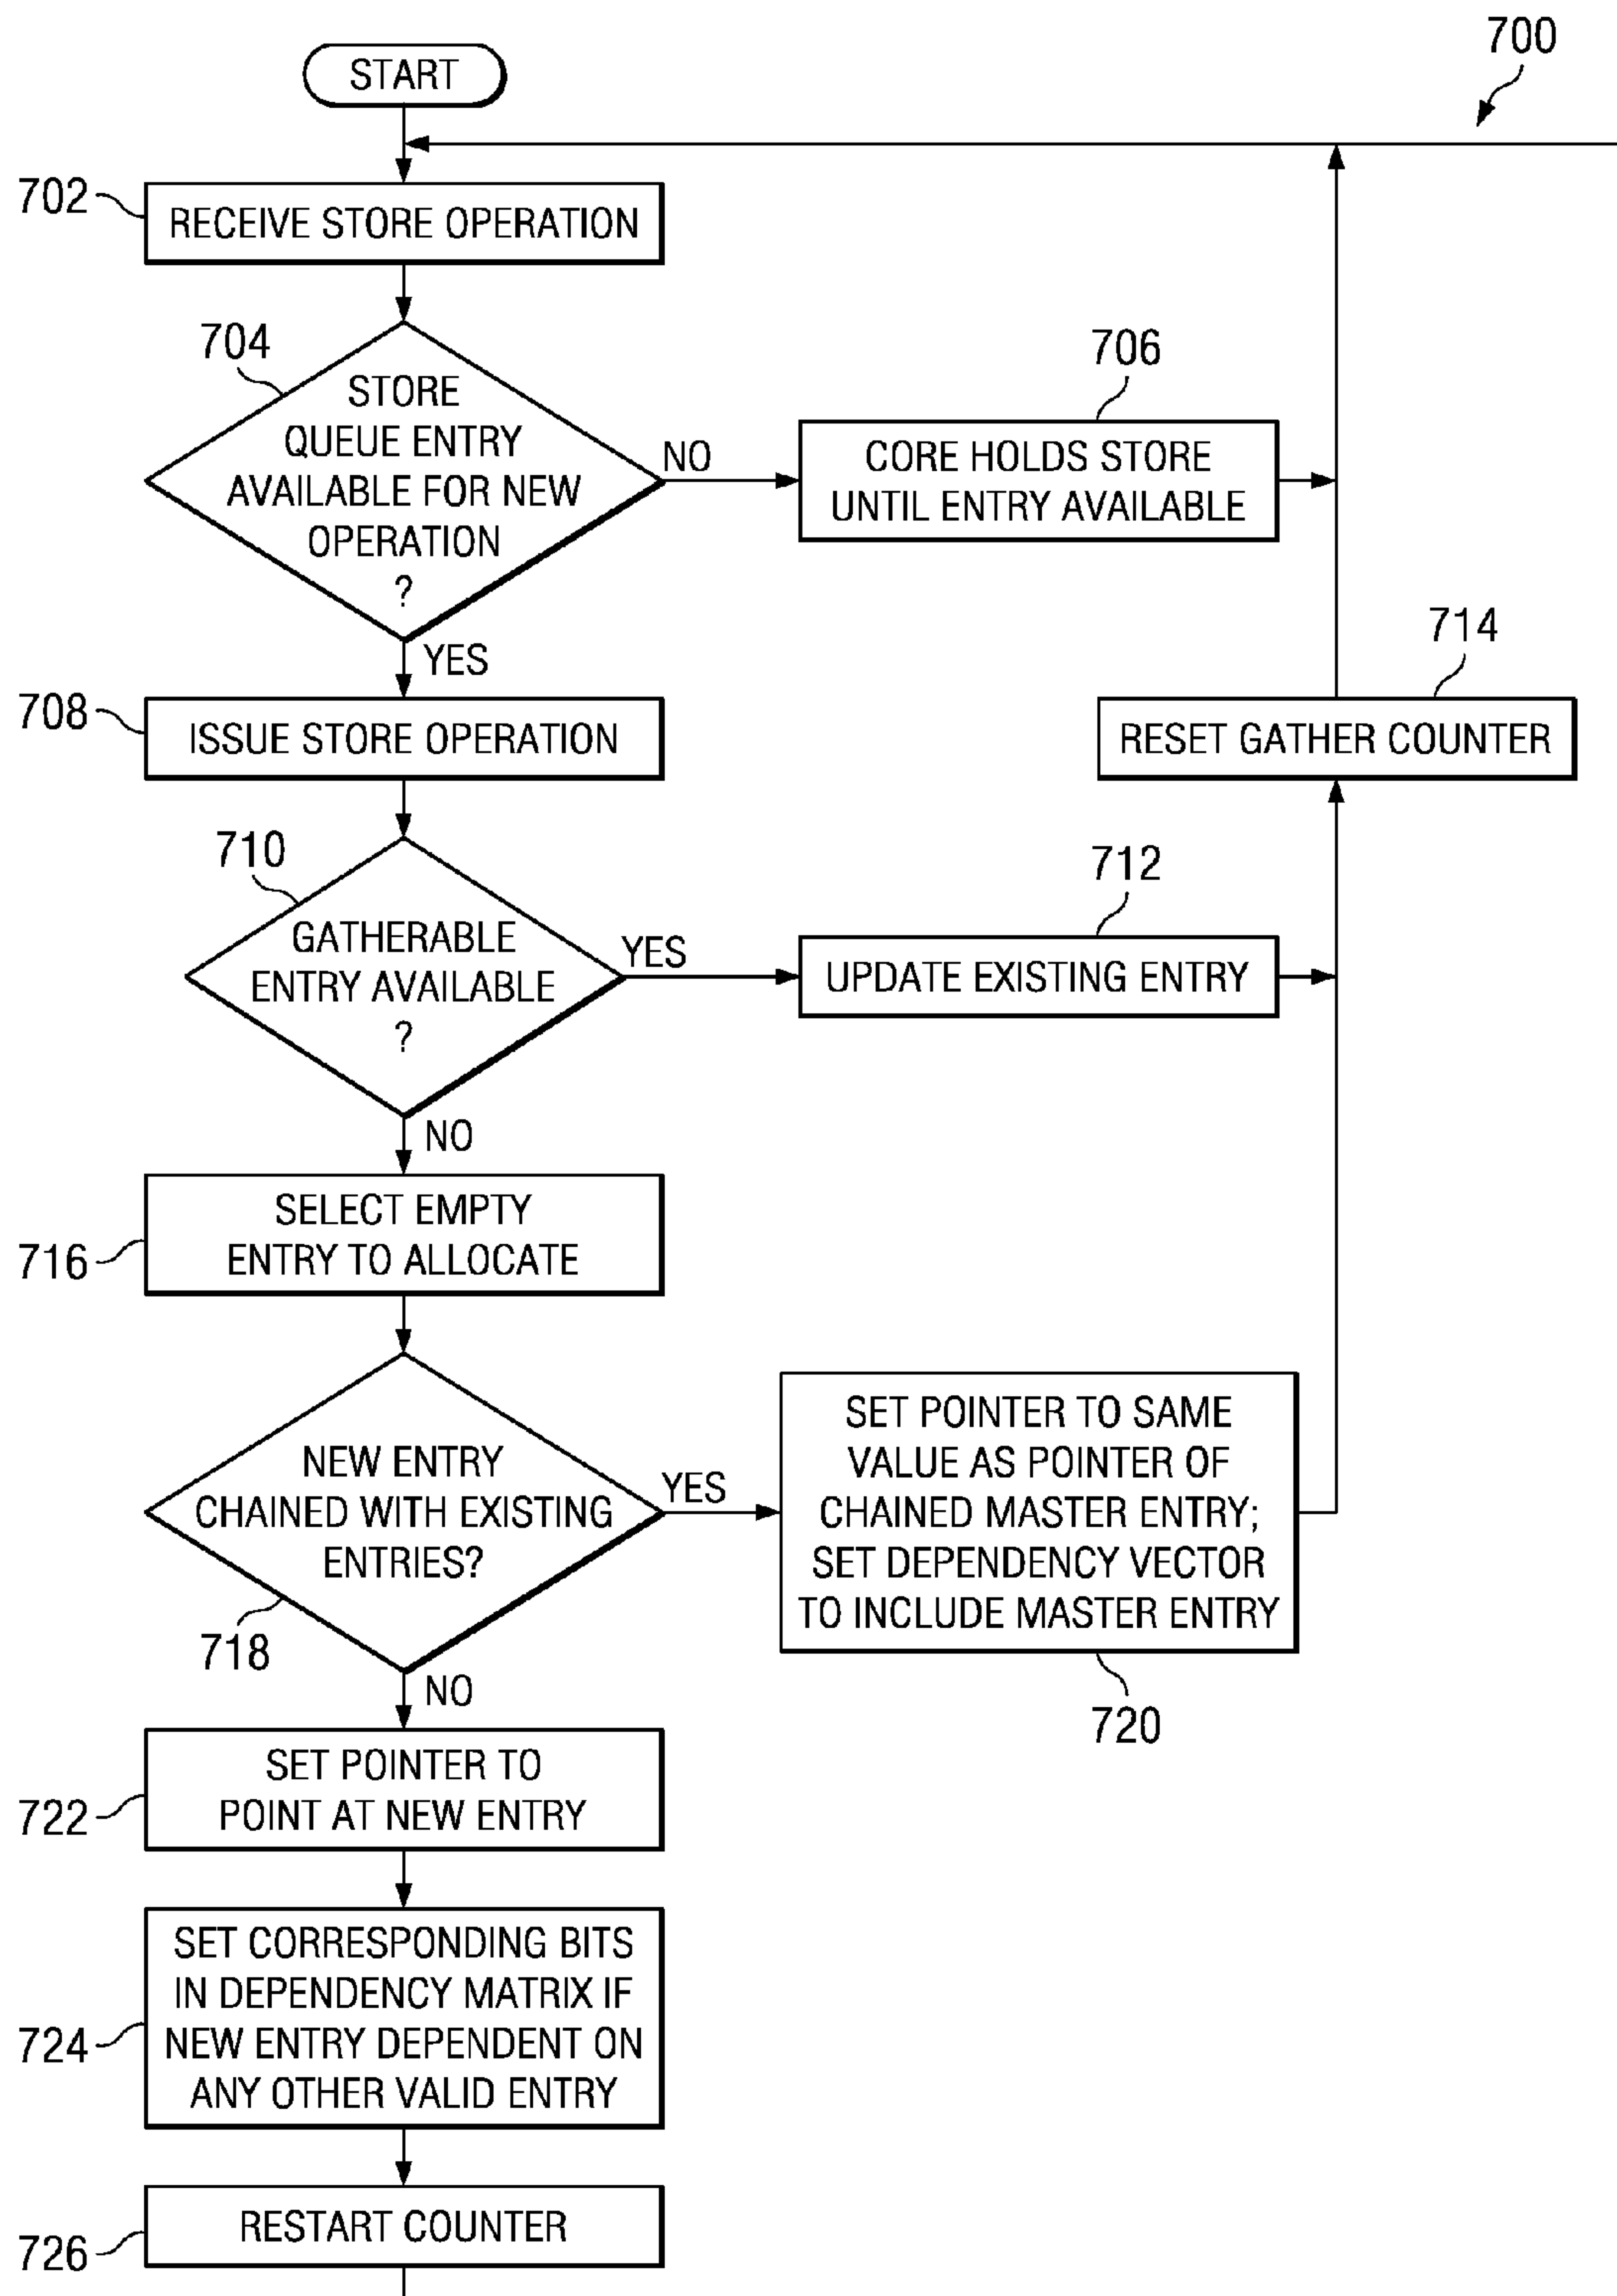 700
START
702
RECEIVE STORE OPERATION
704
STORE
QUEUE ENTRY
AVAILABLE FOR NEW
OPERATION
?
NO
706
CORE HOLDS STORE
UNTIL ENTRY AVAILABLE
YES
714
RESET GATHER COUNTER
708
ISSUE STORE OPERATION
710
GATHERABLE
ENTRY AVAILABLE
?
YES
712
UPDATE EXISTING ENTRY
NO
716
SELECT EMPTY
ENTRY TO ALLOCATE
718
NEW ENTRY
CHAINED WITH EXISTING
ENTRIES?
YES
SET POINTER TO SAME
VALUE AS POINTER OF
CHAINED MASTER ENTRY;
SET DEPENDENCY VECTOR
TO INCLUDE MASTER ENTRY
720
NO
722
SET POINTER TO
POINT AT NEW ENTRY
724
SET CORRESPONDING BITS
IN DEPENDENCY MATRIX IF
NEW ENTRY DEPENDENT ON
ANY OTHER VALID ENTRY
726
RESTART COUNTER